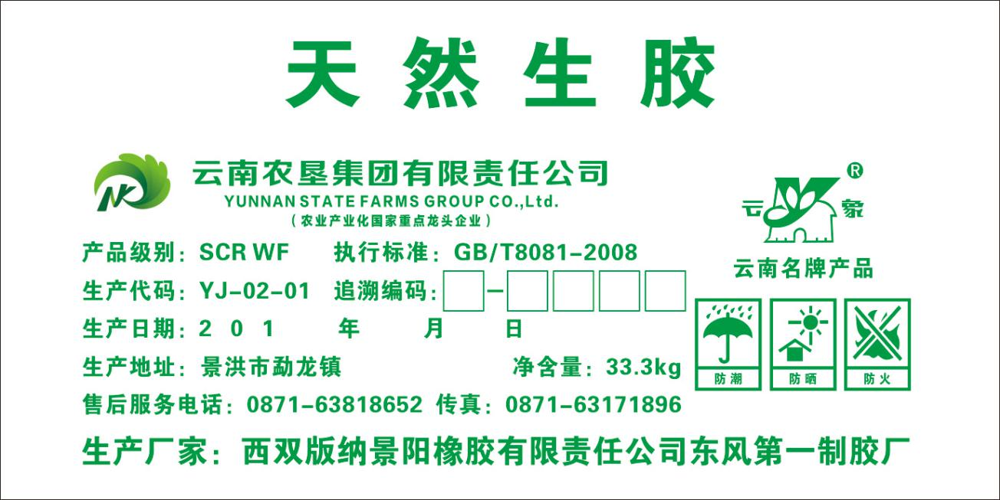 天然生胶
云南农垦集团有限责任公司
YUNNAN STATE FARMS GROUP CO.,Ltd.
（农业产业化国家重点龙头企业）
NK
®
云 象
云南名牌产品
产品级别：SCR WF 执行标准：GB/T8081-2008
生产代码：YJ-02-01 追溯编码：□-□□□□
生产日期：2 0 1 年 月 日
生产地址：景洪市勐龙镇 净含量：33.3kg
防潮 防晒 防火
售后服务电话：0871-63818652 传真：0871-63171896
生产厂家：西双版纳景阳橡胶有限责任公司东风第一制胶厂